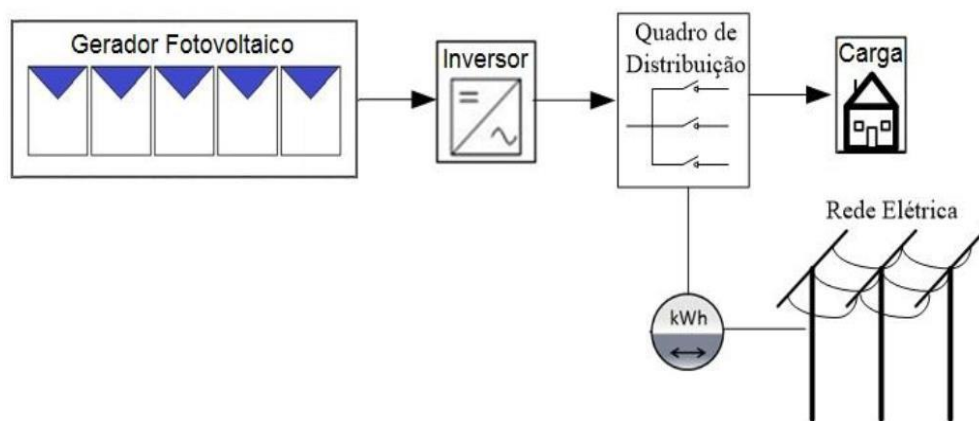 Gerador Fotovoltaico
Inversor
Quadro de
Distribuição
Carga
Rede Elétrica
kWh